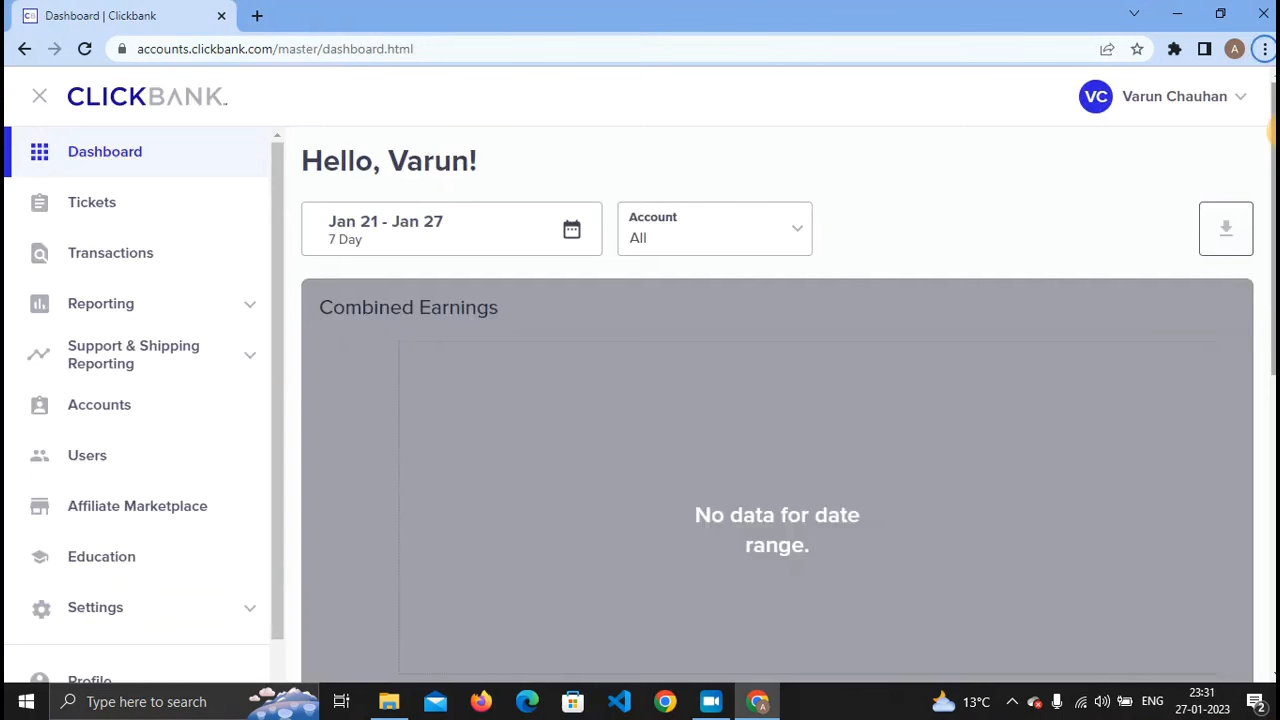 Dashboard | Clickbank
accounts.clickbank.com/master/dashboard.html
A
CLICKBANK
VC Varun Chauhan
Dashboard
Tickets
Transactions
Reporting
Support & Shipping
Reporting
Accounts
Users
Affiliate Marketplace
Education
Settings
Profile
Hello, Varun!
Jan 21 - Jan 27
7 Day
Account
All
Combined Earnings
No data for date
range.
Type here to search
13°C
ENG
23:31
27-01-2023
2